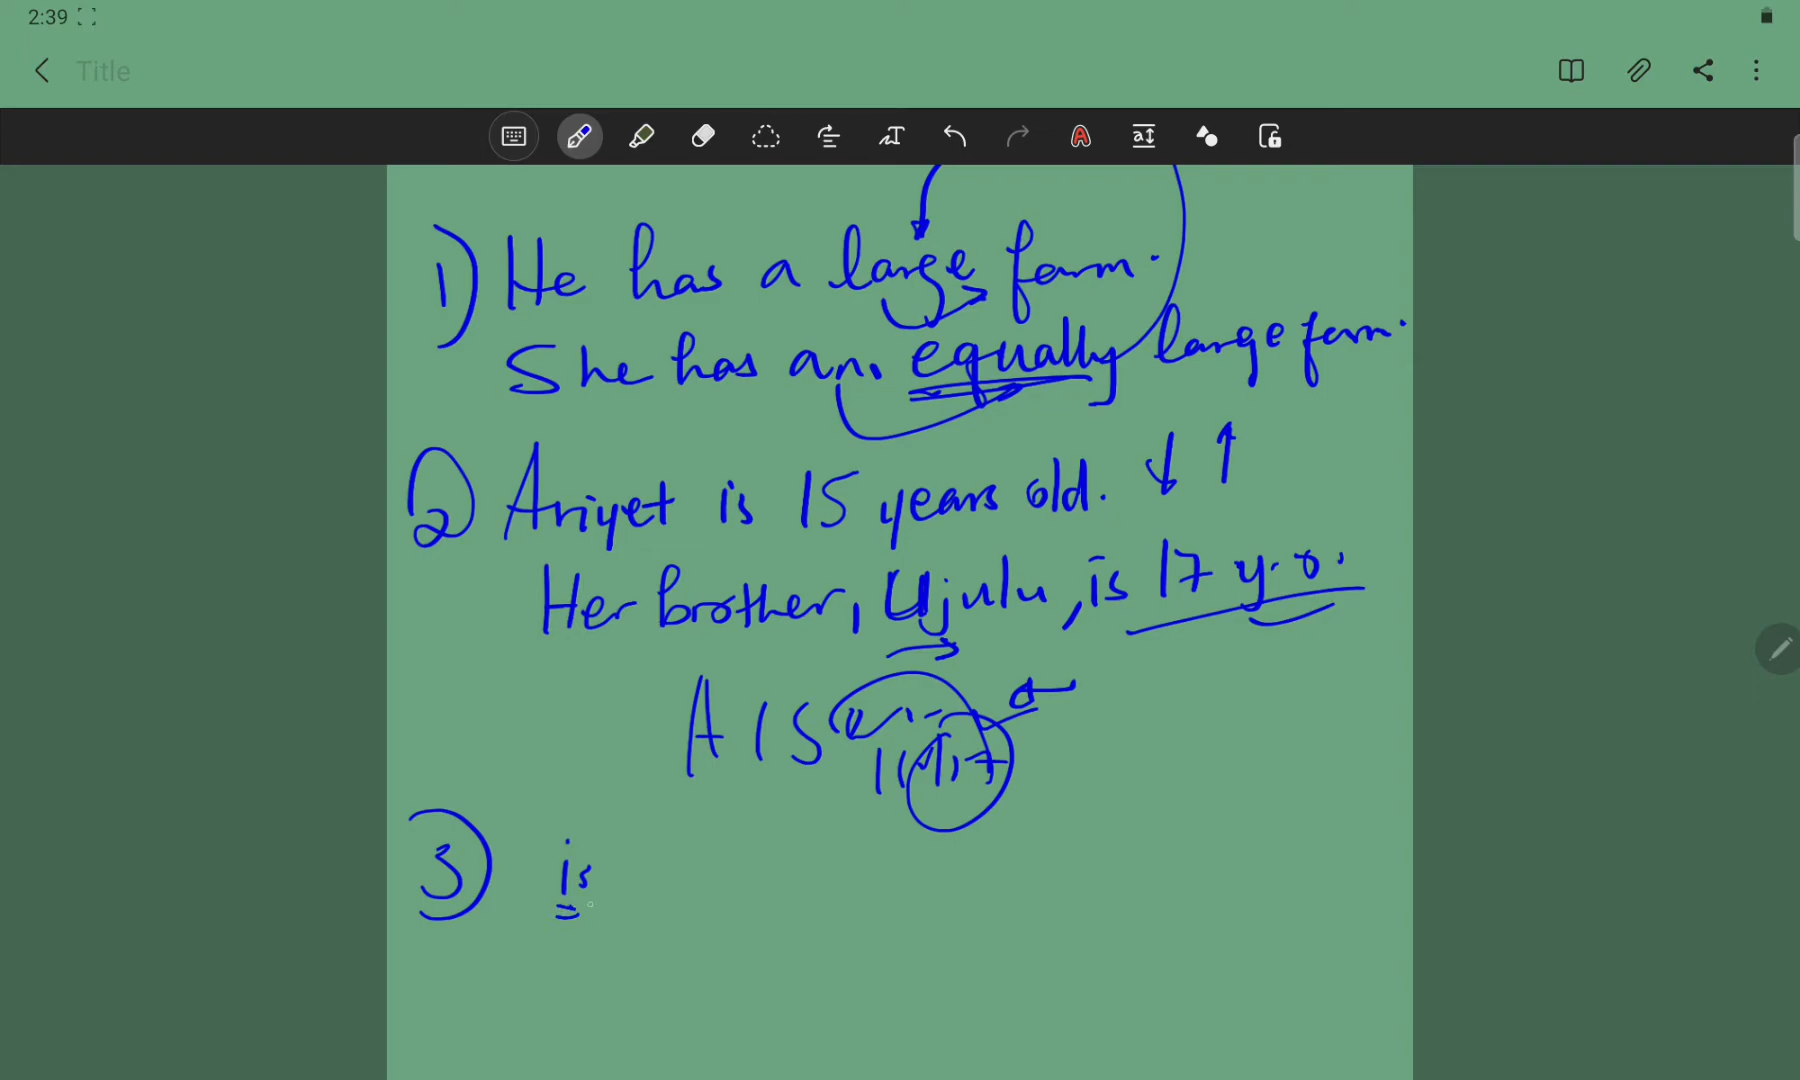 2:39
Title
1) He has a large farm.
She has an equally large farm.
2 Ariyet is 15 years old. ↓ ↑
Her brother, Ujulu, is 17 y.o.
A 15
3 is